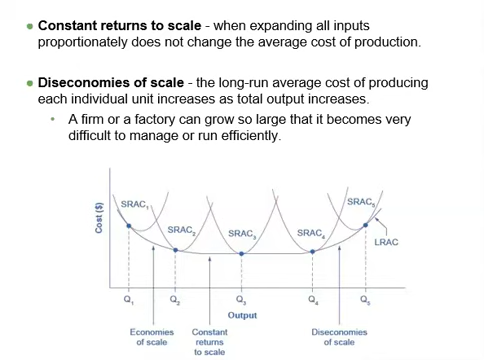 Constant returns to scale - when expanding all inputs
proportionately does not change the average cost of production.
Diseconomies of scale - the long-run average cost of producing
each individual unit increases as total output increases.
• A firm or a factory can grow so large that it becomes very
difficult to manage or run efficiently.
Cost ($)
SRAC₁
SRAC₂
SRAC₃
SRAC₄
SRAC₅
LRAC
Q₁
Q₂
Q₃
Q₄
Q₅
Output
Economies
of scale
Constant
returns
to scale
Diseconomies
of scale